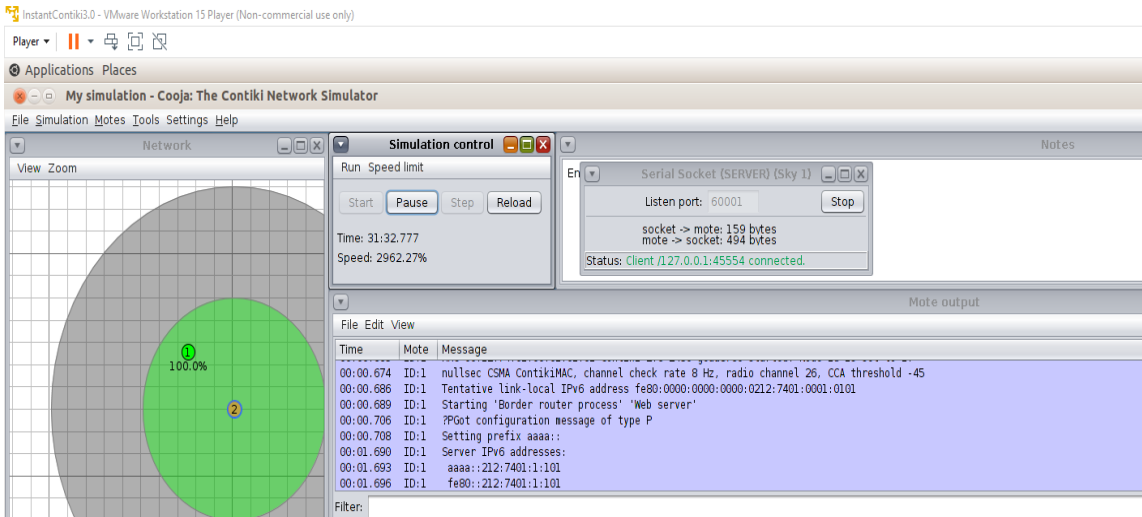 InstantContiki3.0 - VMware Workstation 15 Player (Non-commercial use only)
Player
Applications Places
My simulation - Cooja: The Contiki Network Simulator
File Simulation Motes Tools Settings Help
Network
View Zoom
1
100.0%
2
Simulation control
Run Speed limit
Start Pause Step Reload
Time: 31:32.777
Speed: 2962.27%
Notes
En
Serial Socket (SERVER) (Sky 1)
Listen port: 60001 Stop
socket -> mote: 159 bytes
mote -> socket: 494 bytes
Status: Client /127.0.0.1:45554 connected.
Mote output
File Edit View
Time Mote Message
00:00.674 ID:1 nullsec CSMA ContikiMAC, channel check rate 8 Hz, radio channel 26, CCA threshold -45
00:00.686 ID:1 Tentative link-local IPv6 address fe80:0000:0000:0000:0212:7401:0001:0101
00:00.689 ID:1 Starting 'Border router process' 'Web server'
00:00.706 ID:1 ?PGot configuration message of type P
00:00.708 ID:1 Setting prefix aaaa::
00:01.690 ID:1 Server IPv6 addresses:
00:01.693 ID:1 aaaa::212:7401:1:101
00:01.696 ID:1 fe80::212:7401:1:101
Filter: